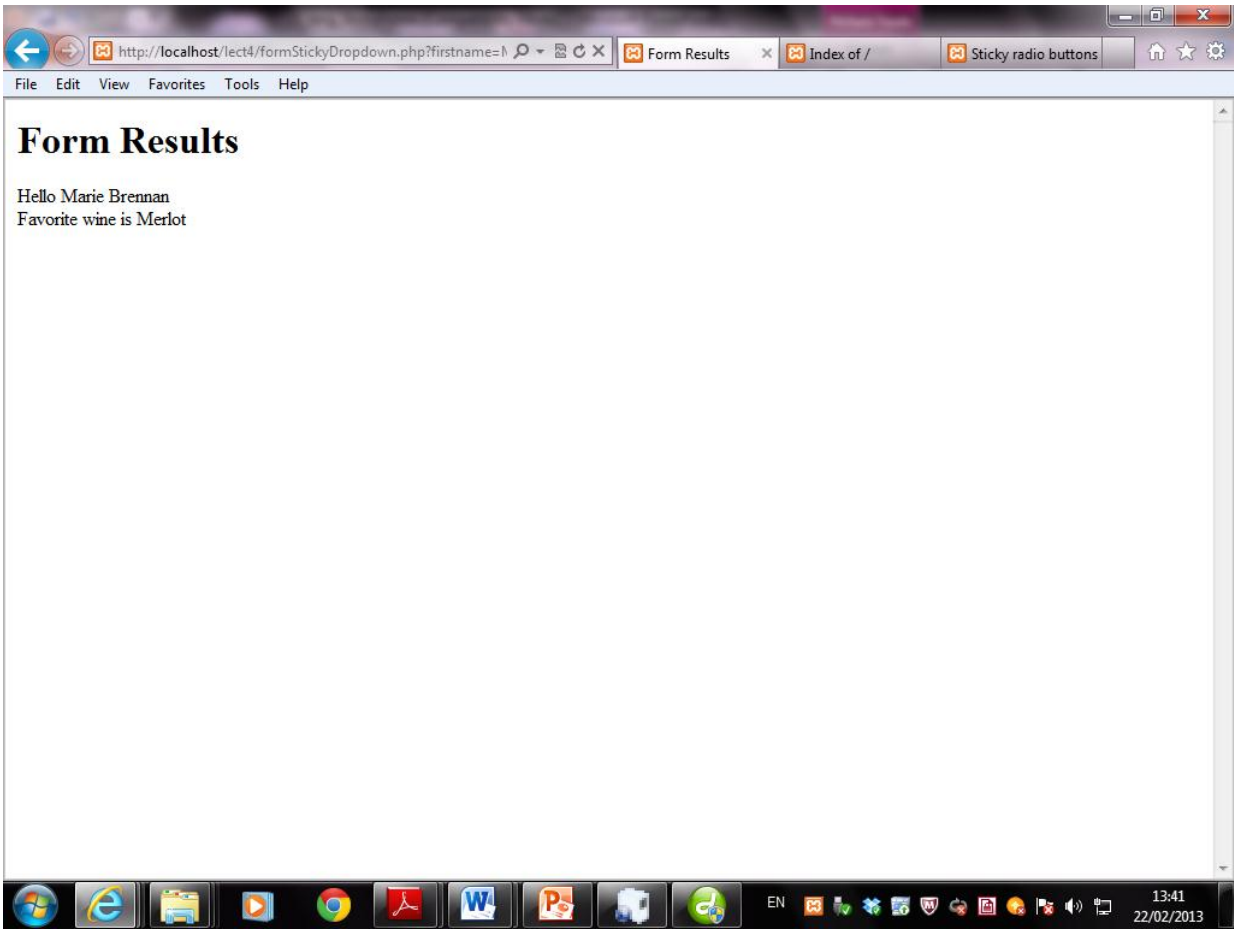 http://localhost/lect4/formStickyDropdown.php?firstname=
Form Results
Index of /
Sticky radio buttons
File Edit View Favorites Tools Help
Form Results
Hello Marie Brennan
Favorite wine is Merlot
EN
13:41
22/02/2013